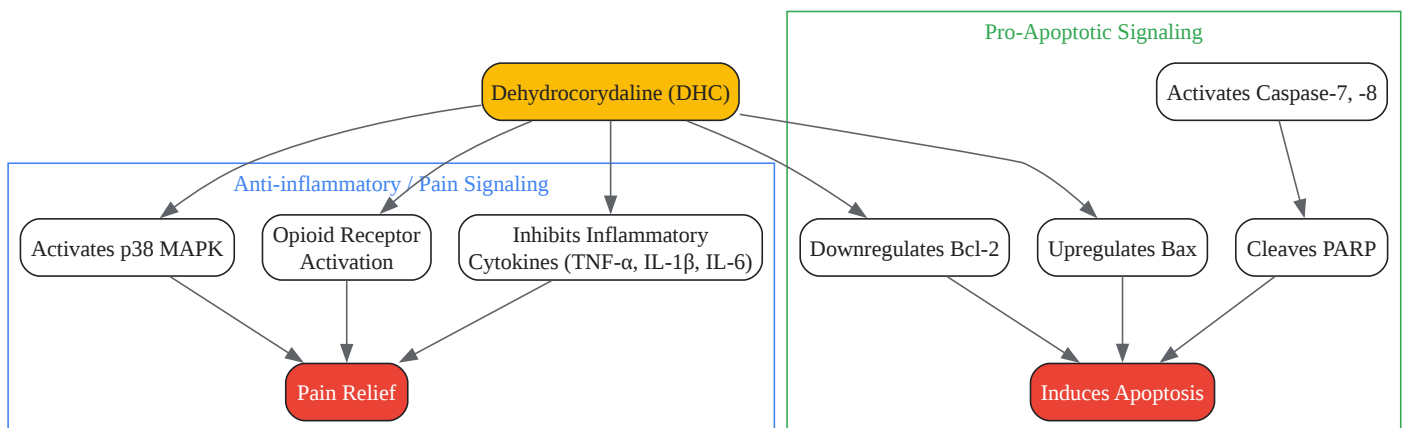 Pro-Apoptotic Signaling
Dehydrocorydaline (DHC)
Activates Caspase-7, -8
Anti-inflammatory / Pain Signaling
Activates p38 MAPK
Opioid Receptor
Activation
Inhibits Inflammatory
Cytokines (TNF-α, IL-1β, IL-6)
Downregulates Bcl-2
Upregulates Bax
Cleaves PARP
Pain Relief
Induces Apoptosis